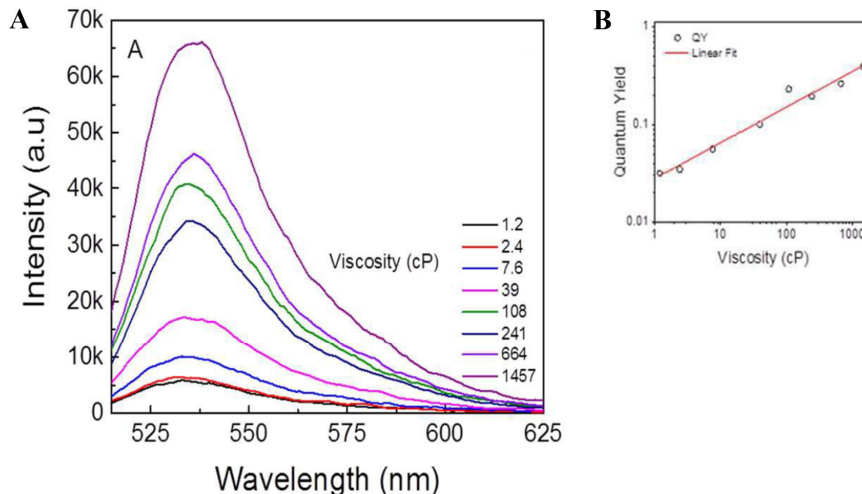 A
A
70k
60k
50k
40k
30k
20k
10k
0
Intensity (a.u)
525 550 575 600 625
Wavelength (nm)
Viscosity (cP)
1.2
2.4
7.6
39
108
241
664
1457
B
QY
Linear Fit
1
0.1
0.01
Quantum Yield
1 10 100 1000
Viscosity (cP)